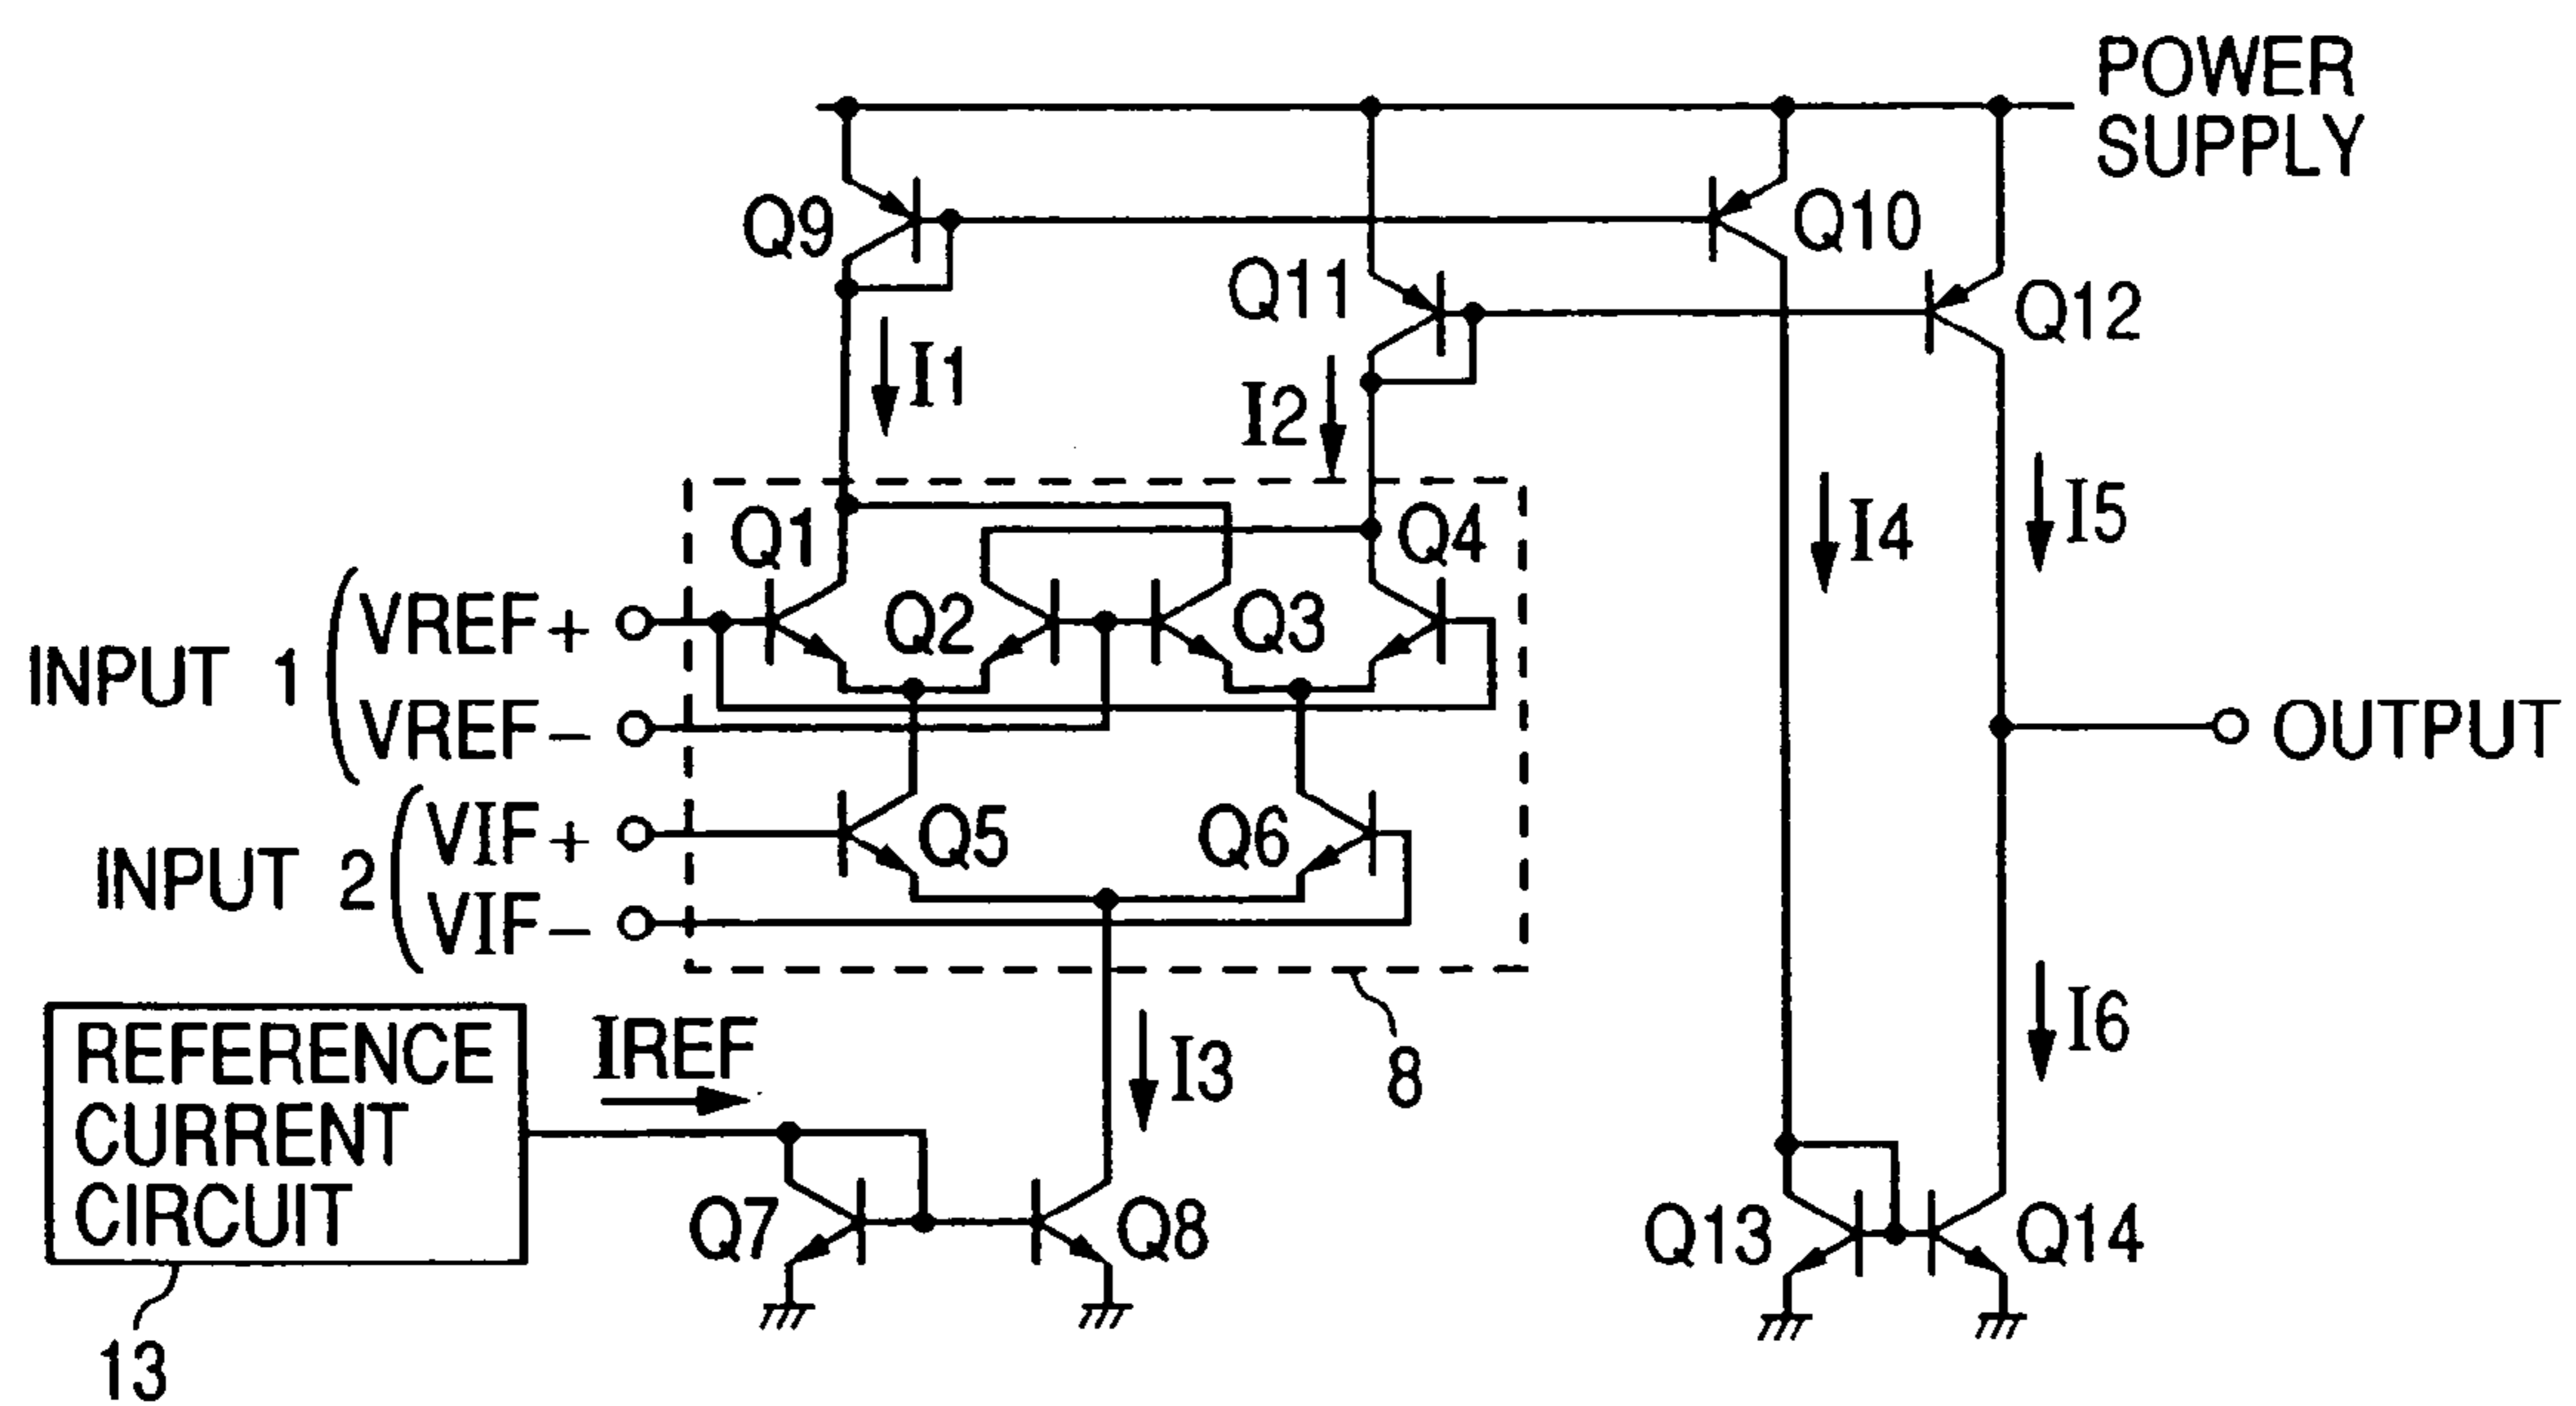 POWER
SUPPLY
Q9
Q10
Q11
Q12
I1
I2
I4
I5
Q1
Q2
Q3
Q4
INPUT 1
VREF+
VREF−
OUTPUT
INPUT 2
VIF+
VIF−
Q5
Q6
8
REFERENCE
CURRENT
CIRCUIT
13
IREF
I3
I6
Q7
Q8
Q13
Q14